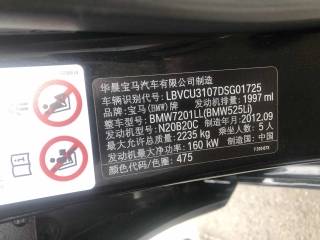 华晨宝马汽车有限公司制造
车辆识别代号: LBVCU3107DSG01725
品牌: 宝马(BMW)牌 发动机排量: 1997 ml
整车型号: BMW7201LL(BMW525Li)
发动机型号: N20B20C 制造年月: 2012.09
最大允许总质量: 2235 kg 乘坐人数: 5 人
发动机最大净功率: 160 kW 制造国: 中国
颜色代码/色圈: 475